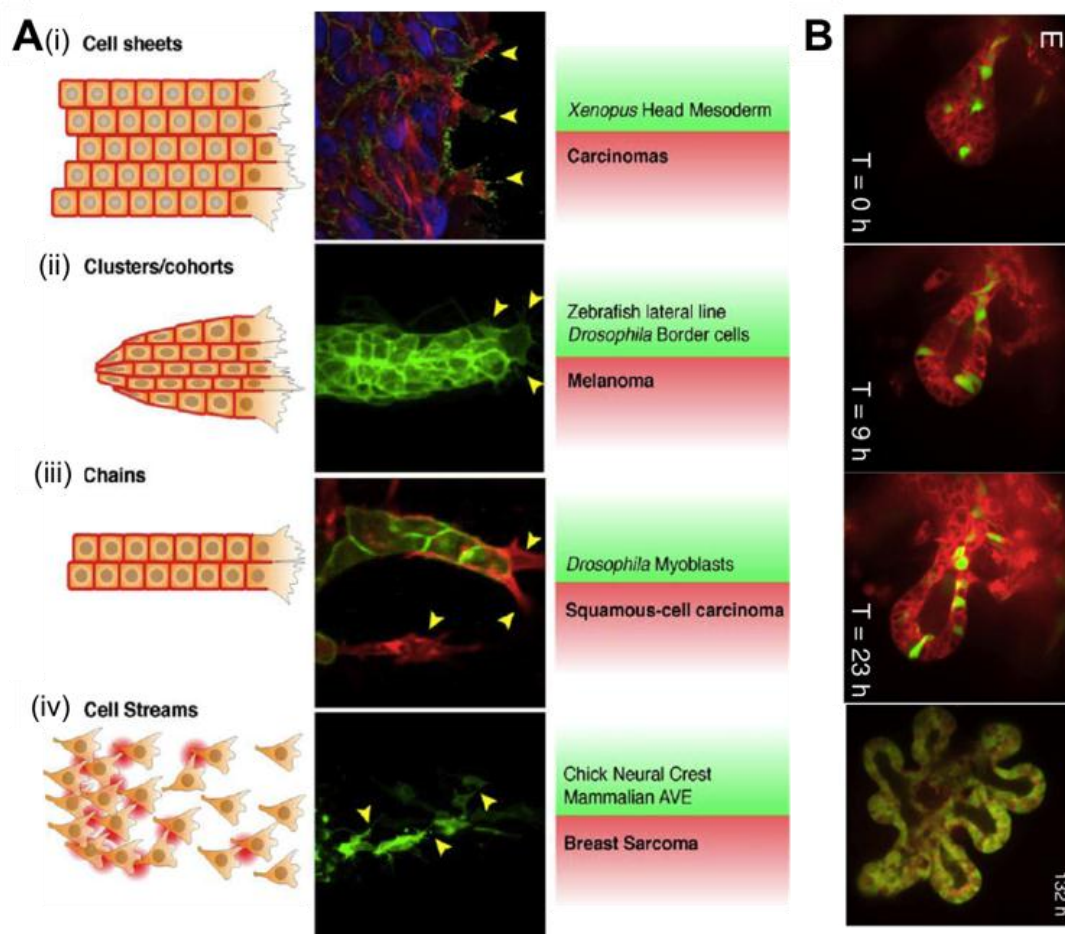 A
(i) Cell sheets
Xenopus Head Mesoderm
Carcinomas
(ii) Clusters/cohorts
Zebrafish lateral line
Drosophila Border cells
Melanoma
(iii) Chains
Drosophila Myoblasts
Squamous-cell carcinoma
(iv) Cell Streams
Chick Neural Crest
Mammalian AVE
Breast Sarcoma
B
E
T = 0 h
T = 9 h
T = 23 h
132 h